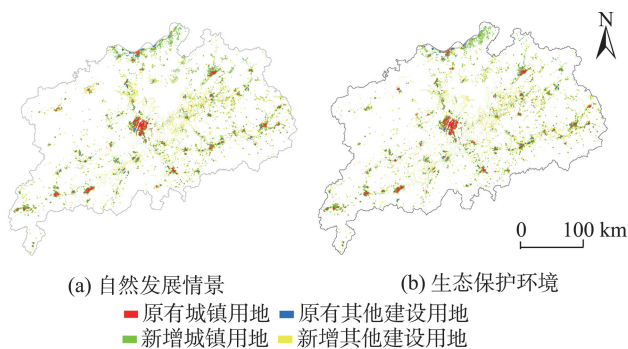 N
0 100 km
(a) 自然发展情景 (b) 生态保护环境
原有城镇用地 原有其他建设用地
新增城镇用地 新增其他建设用地